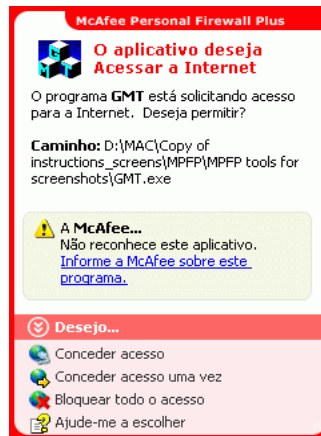 McAfee Personal Firewall Plus
O aplicativo deseja
Acessar a Internet
O programa GMT está solicitando acesso
para a Internet. Deseja permitir?
Caminho: D:\MAC\Copy of
instructions_screens\MPFP\MPFP tools for
screenshots\GMT.exe
A McAfee...
Não reconhece este aplicativo.
Informe a McAfee sobre este
programa.
Desejo...
Conceder acesso
Conceder acesso uma vez
Bloquear todo o acesso
Ajude-me a escolher